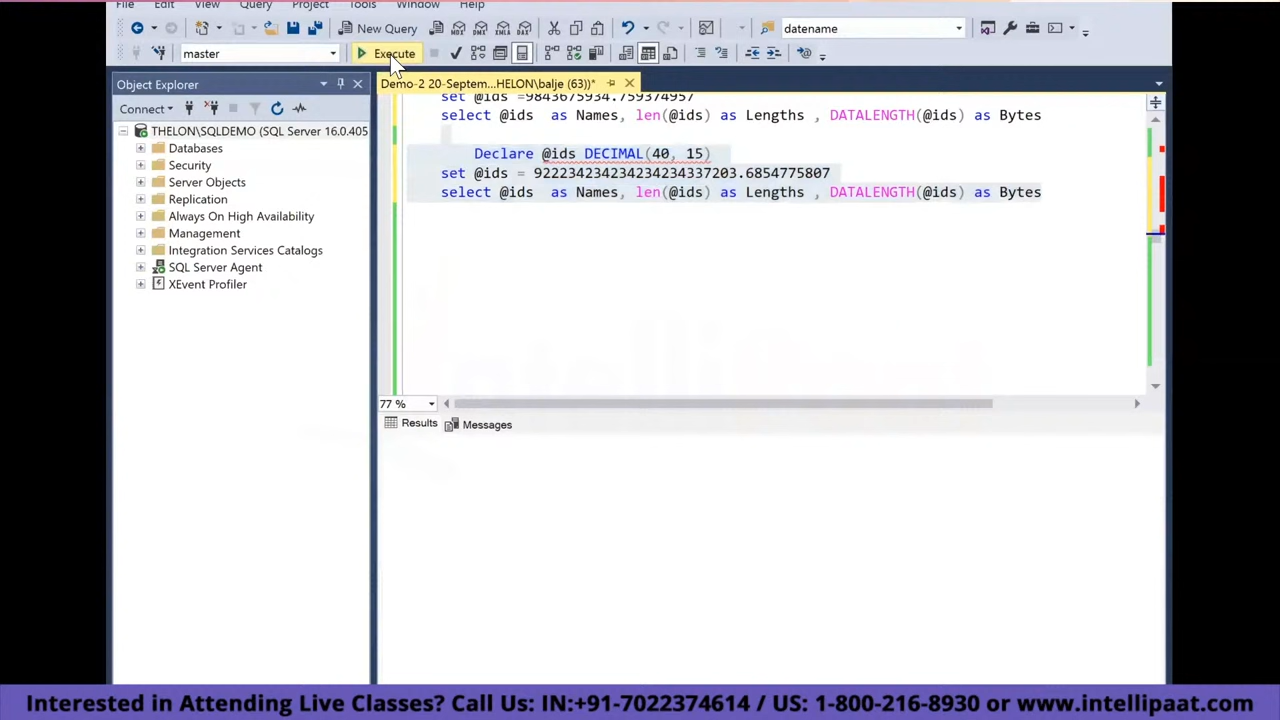 File Edit View Query Project Tools Window Help
New Query datename
master Execute
Object Explorer
Demo-2 20-Septem...HELON\balje (63))*
Connect
THELON\SQLDEMO (SQL Server 16.0.405
Databases
Security
Server Objects
Replication
Always On High Availability
Management
Integration Services Catalogs
SQL Server Agent
XEvent Profiler
set @ids =9843675934.759374957
select @ids as Names, len(@ids) as Lengths , DATALENGTH(@ids) as Bytes
Declare @ids DECIMAL(40, 15)
set @ids = 922234234234234234337203.6854775807
select @ids as Names, len(@ids) as Lengths , DATALENGTH(@ids) as Bytes
77 %
Results Messages
Interested in Attending Live Classes? Call Us: IN:+91-7022374614 / US: 1-800-216-8930 or www.intellipaat.com